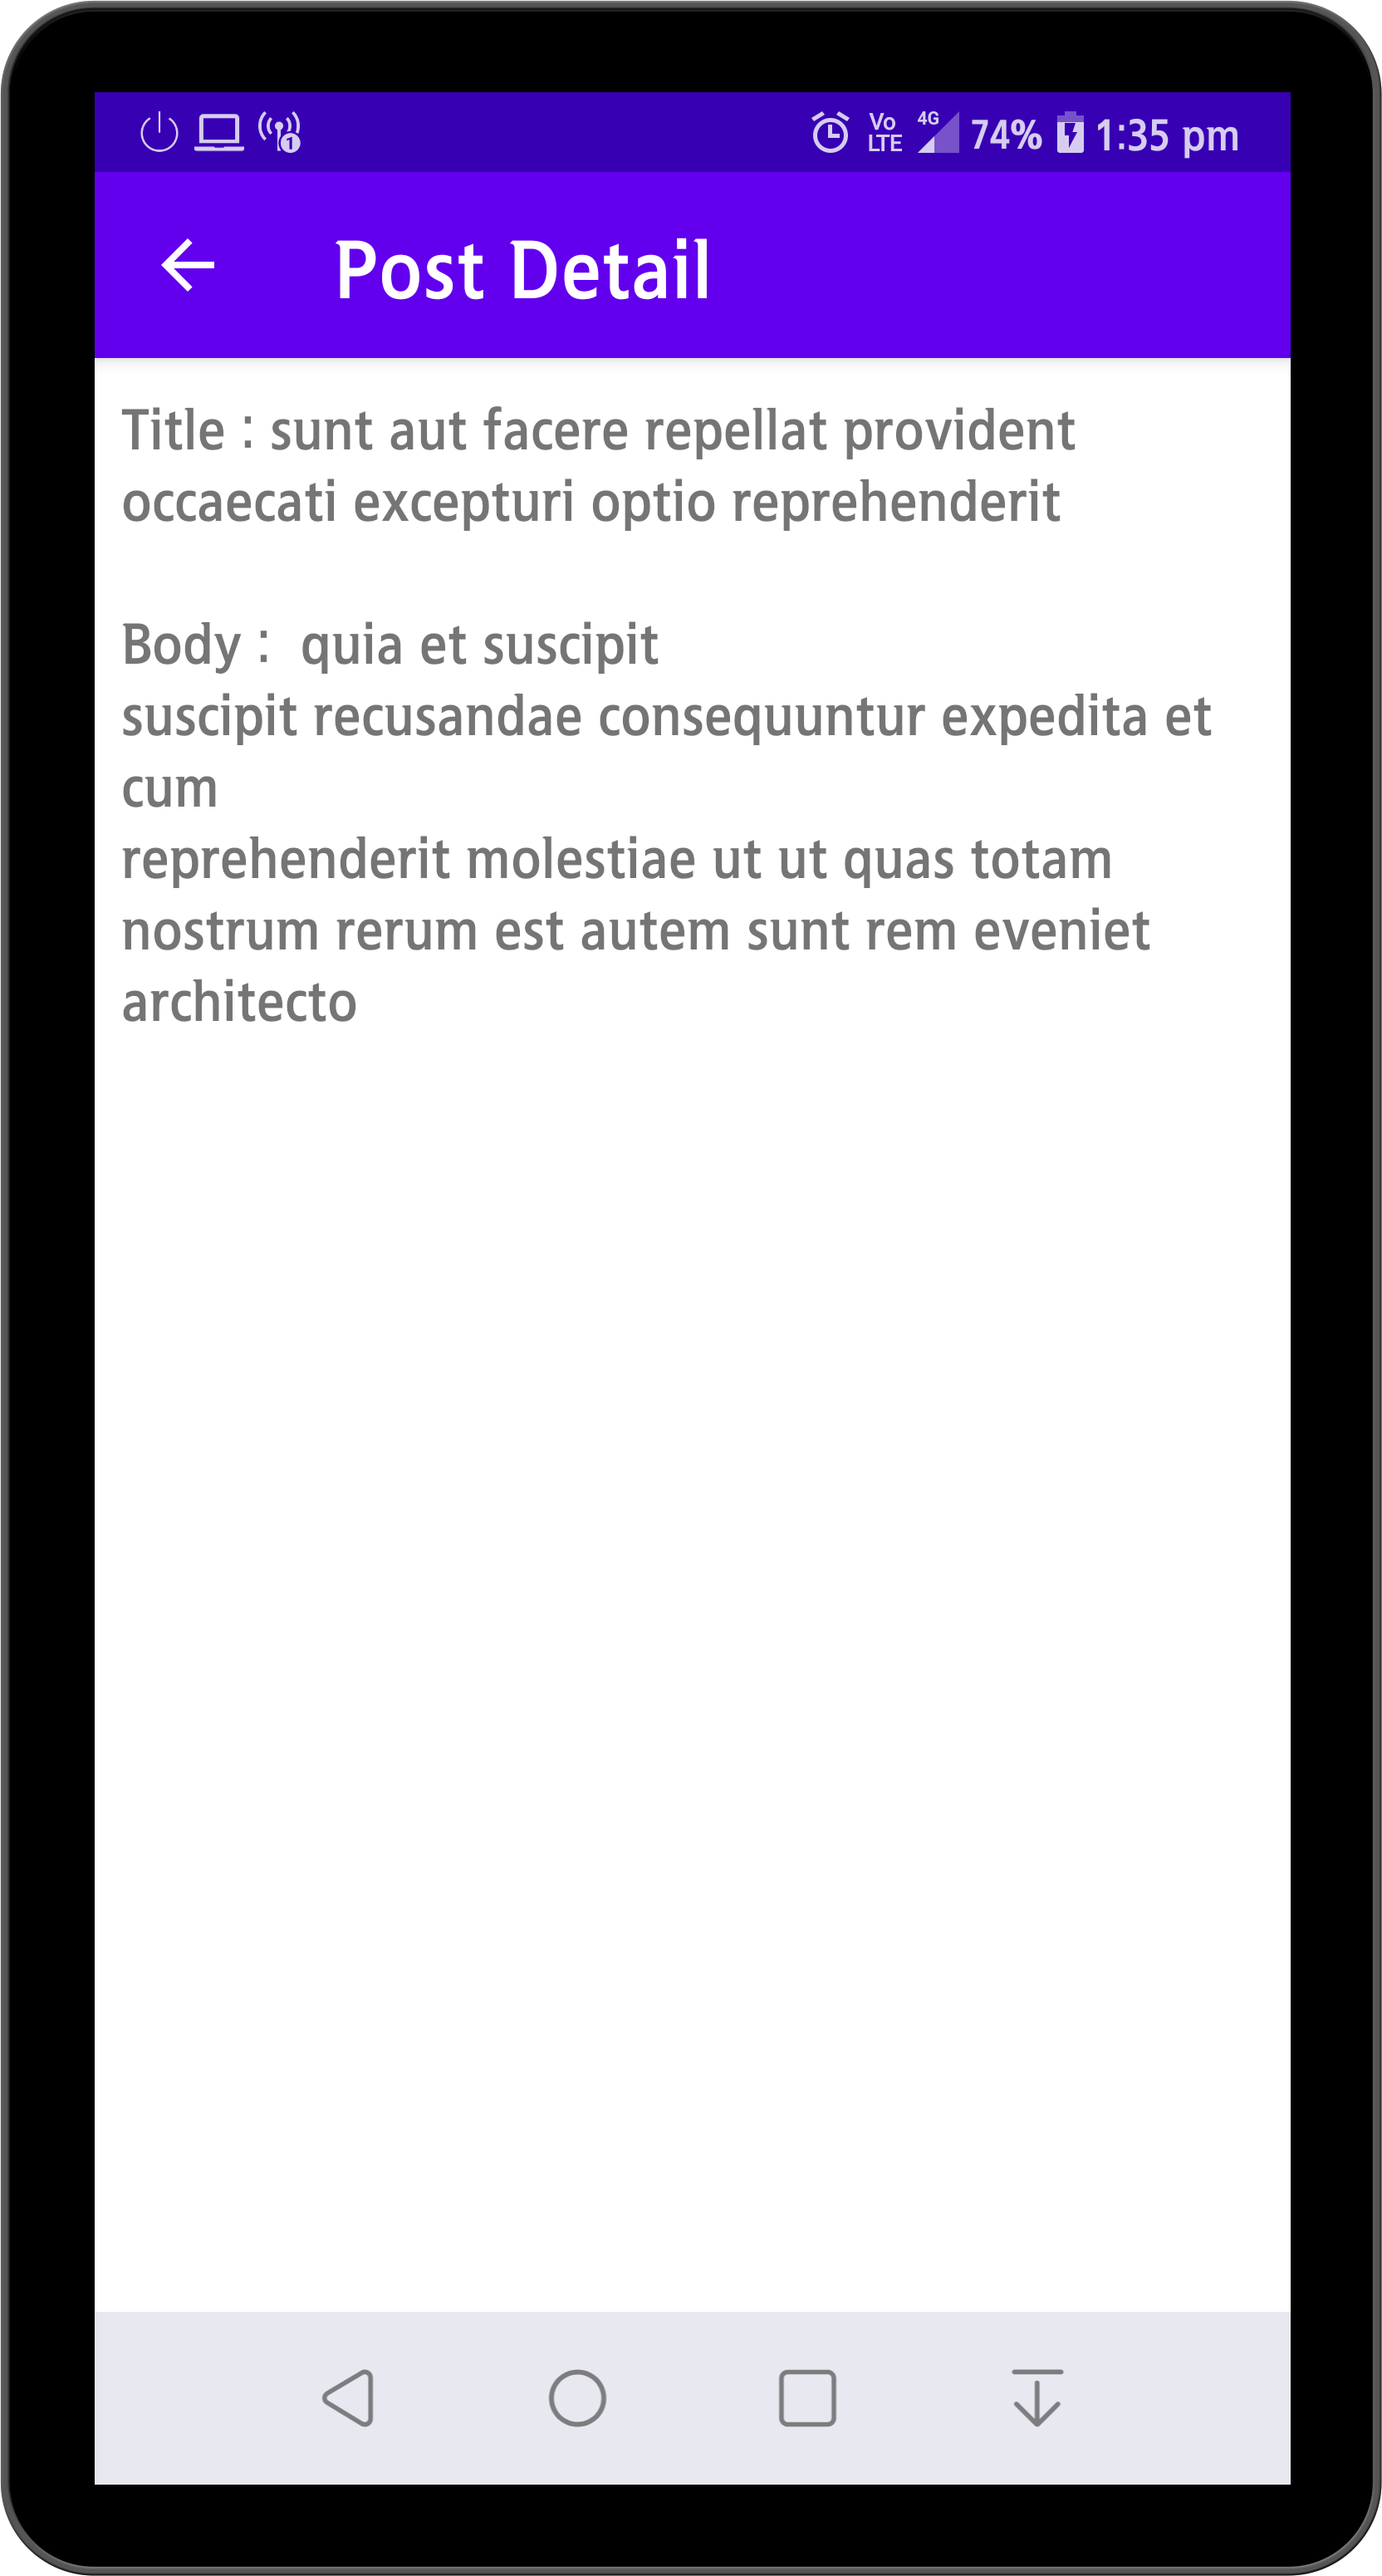 1 Vo LTE 4G 74% 1:35 pm
Post Detail
Title : sunt aut facere repellat provident
occaecati excepturi optio reprehenderit
Body :  quia et suscipit
suscipit recusandae consequuntur expedita et
cum
reprehenderit molestiae ut ut quas totam
nostrum rerum est autem sunt rem eveniet
architecto